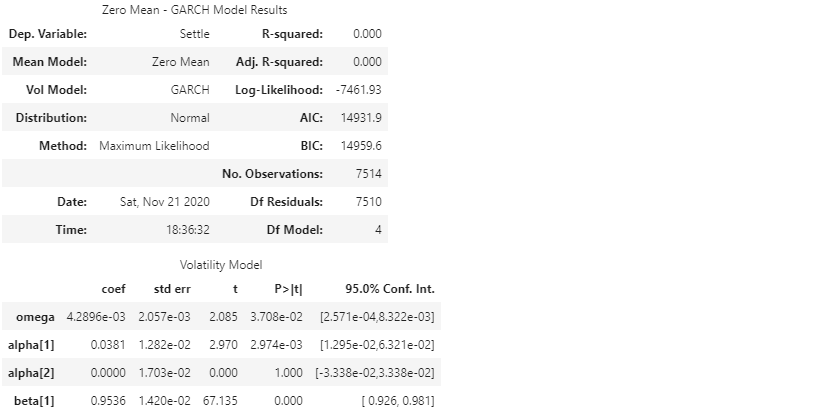 Zero Mean - GARCH Model Results
Dep. Variable: Settle R-squared: 0.000
Mean Model: Zero Mean Adj. R-squared: 0.000
Vol Model: GARCH Log-Likelihood: -7461.93
Distribution: Normal AIC: 14931.9
Method: Maximum Likelihood BIC: 14959.6
No. Observations: 7514
Date: Sat, Nov 21 2020 Df Residuals: 7510
Time: 18:36:32 Df Model: 4
Volatility Model
coef std err t P>|t| 95.0% Conf. Int.
omega 4.2896e-03 2.057e-03 2.085 3.708e-02 [2.571e-04,8.322e-03]
alpha[1] 0.0381 1.282e-02 2.970 2.974e-03 [1.295e-02,6.321e-02]
alpha[2] 0.0000 1.703e-02 0.000 1.000 [-3.338e-02,3.338e-02]
beta[1] 0.9536 1.420e-02 67.135 0.000 [ 0.926, 0.981]